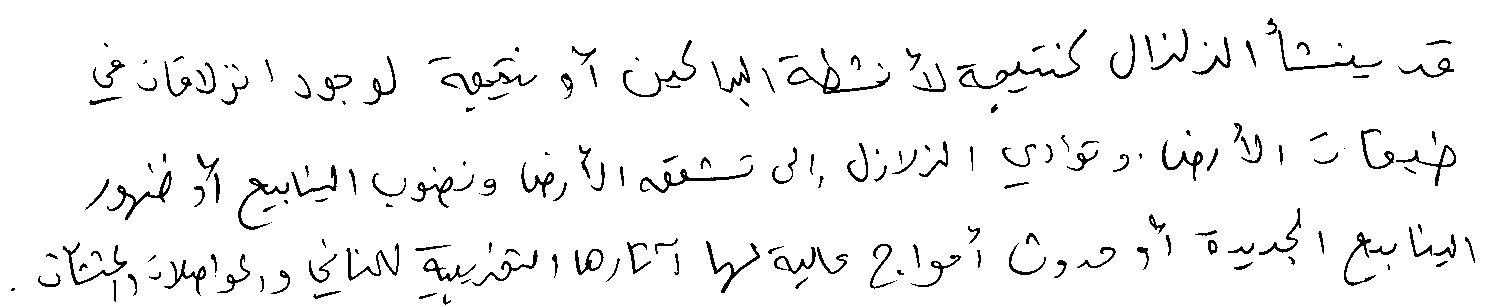 قد ينشأ الزلزال كنتيجة لأنشطة البراكين أو نتيجة لوجود انزلاقات في
طبقات الأرض. وتؤدي الزلازل إلى تشقق الأرض ونضوب الينابيع أو ظهور
الينابيع الجديدة أو حدوث أمواج عالية لها آثارها التخريبية للمباني والمواصلات والمنشآت.